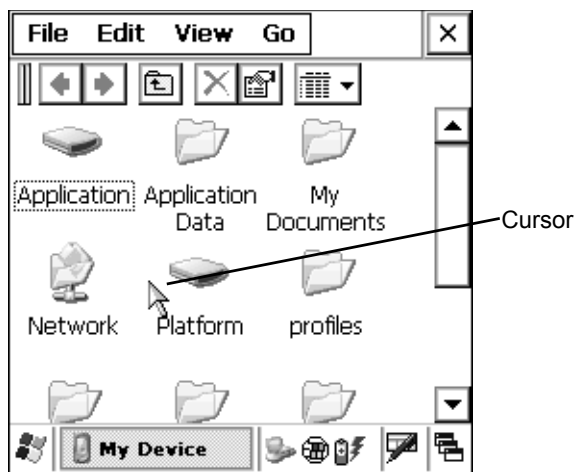 File Edit View Go
Application
Application
Data
My
Documents
Cursor
Network
Platform
profiles
My Device